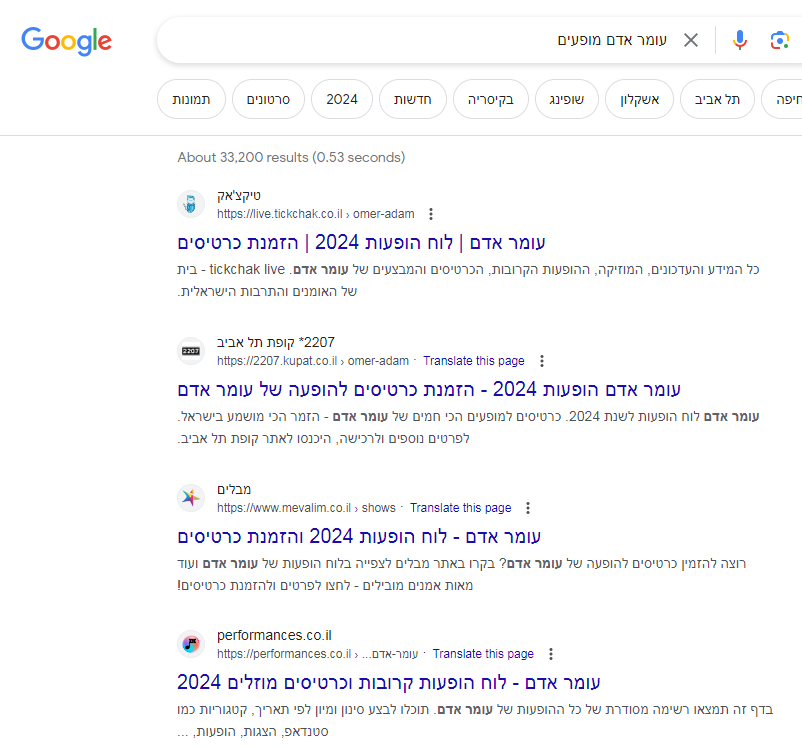 Google
עומר אדם מופעים
תמונות
סרטונים
2024
חדשות
בקיסריה
שופינג
אשקלון
תל אביב
חיפה
About 33,200 results (0.53 seconds)
טיקצ'אק
https://live.tickchak.co.il › omer-adam
עומר אדם | לוח הופעות 2024 | הזמנת כרטיסים
כל המידע והעדכונים, המוזיקה, ההופעות הקרובות, הכרטיסים והמבצעים של עומר אדם. tickchak live - בית
של האומנים והתרבות הישראלית.
2207
2207* קופת תל אביב
https://2207.kupat.co.il › omer-adam · Translate this page
עומר אדם הופעות 2024 - הזמנת כרטיסים להופעה של עומר אדם
עומר אדם לוח הופעות לשנת 2024. כרטיסים למופעים הכי חמים של עומר אדם - הזמר הכי מושמע בישראל.
לפרטים נוספים ולרכישה, היכנסו לאתר קופת תל אביב.
מבלים
https://www.mevalim.co.il › shows · Translate this page
עומר אדם - לוח הופעות 2024 והזמנת כרטיסים
רוצה להזמין כרטיסים להופעה של עומר אדם? בקרו באתר מבלים לצפייה בלוח הופעות של עומר אדם ועוד
מאות אמנים מובילים - לחצו לפרטים ולהזמנת כרטיסים!
performances.co.il
https://performances.co.il › עומר-אדם... · Translate this page
עומר אדם - לוח הופעות קרובות וכרטיסים מוזלים 2024
בדף זה תמצאו רשימה מסודרת של כל ההופעות של עומר אדם. תוכלו לבצע סינון ומיון לפי תאריך, קטגוריות כמו
סטנדאפ, הצגות, הופעות, ...